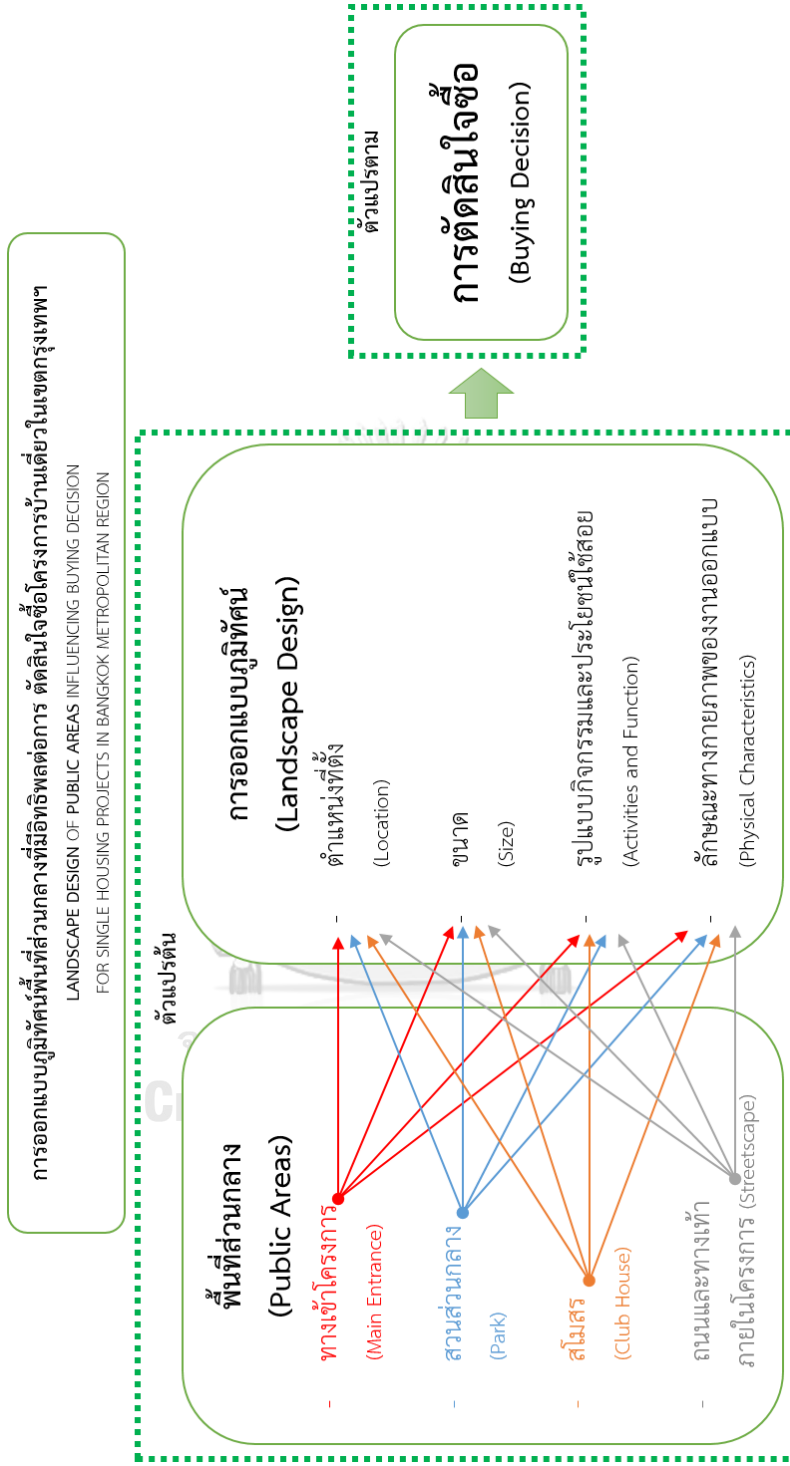 การออกแบบภูมิทัศน์พื้นที่ส่วนกลางที่มีอิทธิพลต่อการ ตัดสินใจซื้อโครงการบ้านเดี่ยวในเขตกรุงเทพฯ
LANDSCAPE DESIGN OF PUBLIC AREAS INFLUENCING BUYING DECISION
FOR SINGLE HOUSING PROJECTS IN BANGKOK METROPOLITAN REGION
ตัวแปรต้น
พื้นที่ส่วนกลาง
(Public Areas)
- ทางเข้าโครงการ
(Main Entrance)
- สวนส่วนกลาง
(Park)
- สโมสร
(Club House)
- ถนนและทางเท้า
ภายในโครงการ (Streetscape)
การออกแบบภูมิทัศน์
(Landscape Design)
- ตำแหน่งที่ตั้ง
(Location)
- ขนาด
(Size)
- รูปแบบกิจกรรมและประโยชน์ใช้สอย
(Activities and Function)
- ลักษณะทางกายภาพของงานออกแบบ
(Physical Characteristics)
ตัวแปรตาม
การตัดสินใจซื้อ
(Buying Decision)